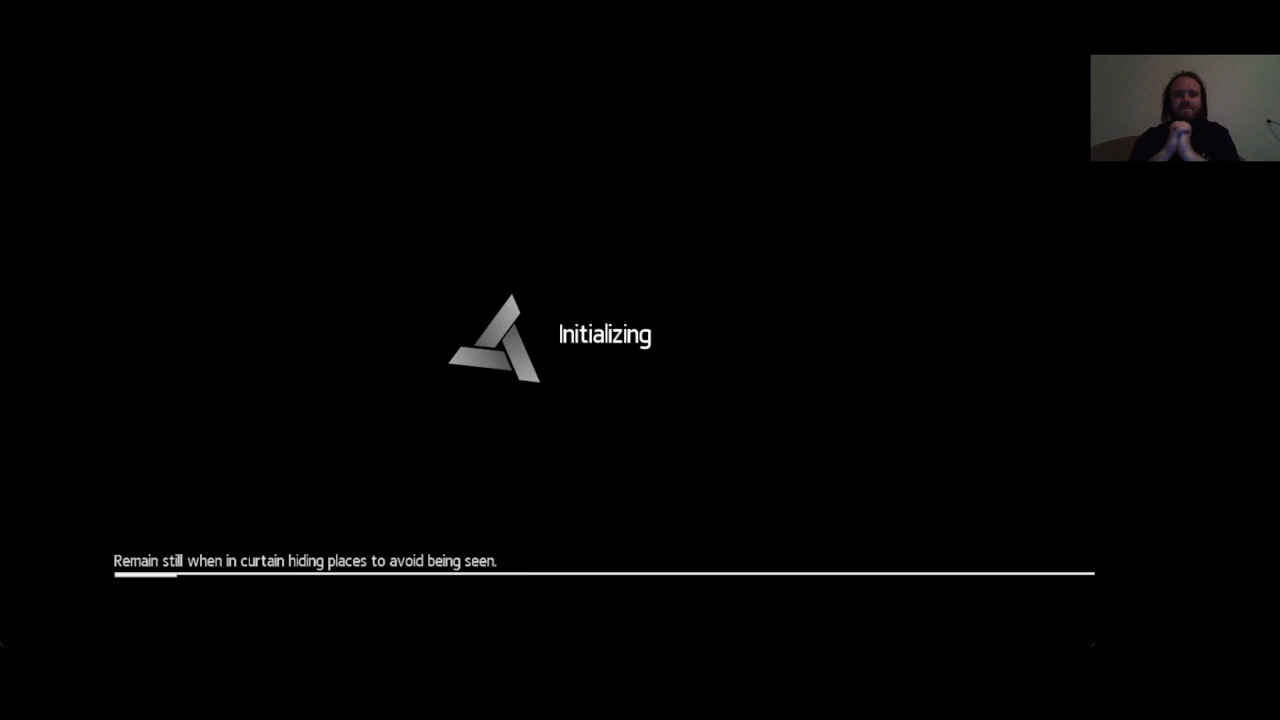 Initializing
Remain still when in curtain hiding places to avoid being seen.